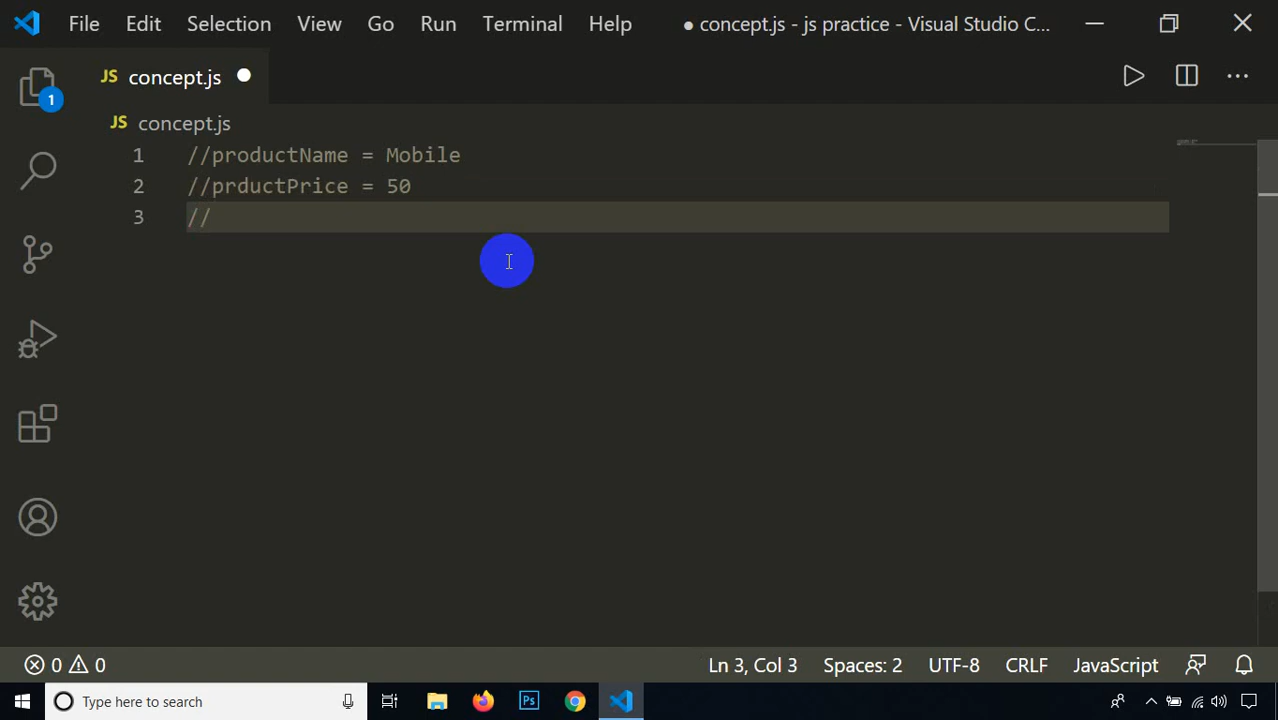 File Edit Selection View Go Run Terminal Help ● concept.js - js practice - Visual Studio C...
JS concept.js
JS concept.js
1 //productName = Mobile
2 //prductPrice = 50
3 //
1
0 0 Ln 3, Col 3 Spaces: 2 UTF-8 CRLF JavaScript
Type here to search Ps